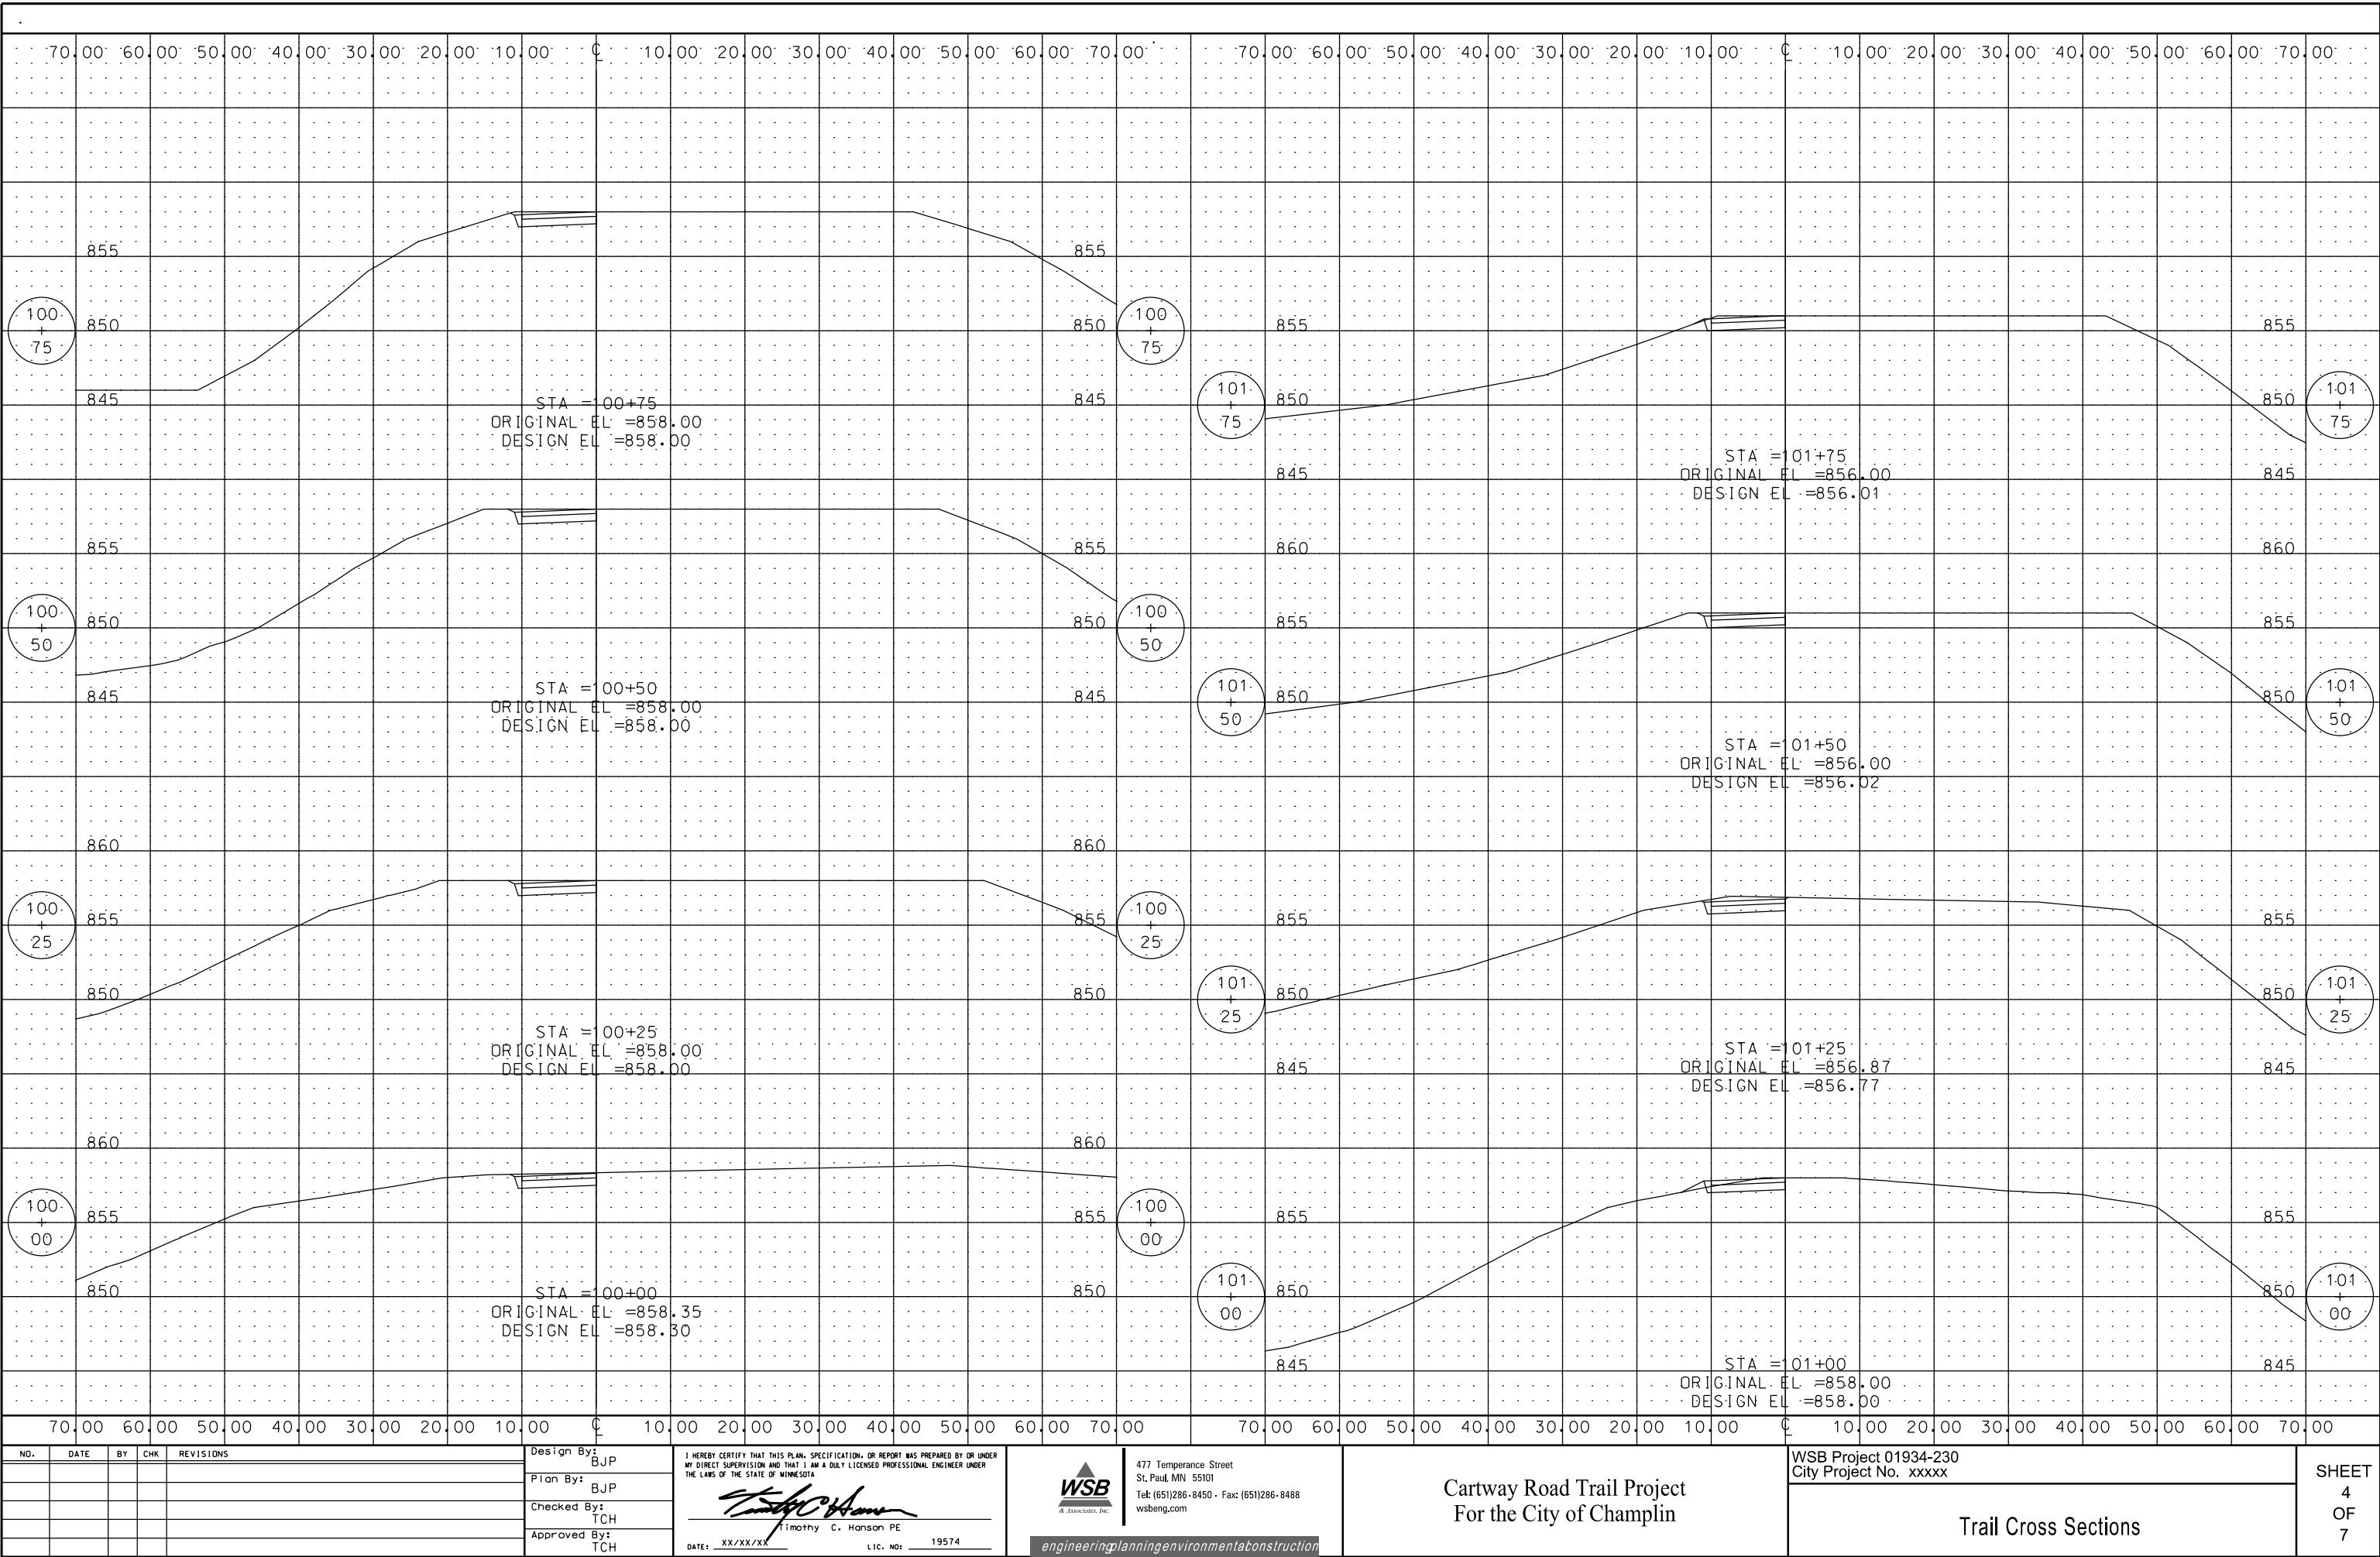 70.00 60.00 50.00 40.00 30.00 20.00 10.00 ℄ 10.00 20.00 30.00 40.00 50.00 60.00 70.00
70.00 60.00 50.00 40.00 30.00 20.00 10.00 ℄ 10.00 20.00 30.00 40.00 50.00 60.00 70.00
855 855
100 + 75
850 850
100 + 75
845 845
STA =100+75
ORIGINAL EL =858.00
DESIGN EL =858.00
855 855
100 + 50
850 850
100 + 50
845 845
STA =100+50
ORIGINAL EL =858.00
DESIGN EL =858.00
860 860
100 + 25
855 855
100 + 25
850 850
STA =100+25
ORIGINAL EL =858.00
DESIGN EL =858.00
860 860
100 + 00
855 855
100 + 00
850 850
STA =100+00
ORIGINAL EL =858.35
DESIGN EL =858.30
855 855
101 + 75
850 850
101 + 75
845 845
STA =101+75
ORIGINAL EL =856.00
DESIGN EL =856.01
860 860
855 855
101 + 50
850 850
101 + 50
STA =101+50
ORIGINAL EL =856.00
DESIGN EL =856.02
855 855
101 + 25
850 850
101 + 25
845 845
STA =101+25
ORIGINAL EL =856.87
DESIGN EL =856.77
855 855
101 + 00
850 850
101 + 00
845 845
STA =101+00
ORIGINAL EL =858.00
DESIGN EL =858.00
70.00 60.00 50.00 40.00 30.00 20.00 10.00 ℄ 10.00 20.00 30.00 40.00 50.00 60.00 70.00
70.00 60.00 50.00 40.00 30.00 20.00 10.00 ℄ 10.00 20.00 30.00 40.00 50.00 60.00 70.00
NO. DATE BY CHK REVISIONS
Design By:
BJP
Plan By:
BJP
Checked By:
TCH
Approved By:
TCH
I HEREBY CERTIFY THAT THIS PLAN, SPECIFICATION, OR REPORT WAS PREPARED BY OR UNDER
MY DIRECT SUPERVISION AND THAT I AM A DULY LICENSED PROFESSIONAL ENGINEER UNDER
THE LAWS OF THE STATE OF MINNESOTA
Timothy C. Hanson PE
DATE: XX/XX/XX LIC. NO: 19574
WSB
& Associates, Inc.
477 Temperance Street
St. Paul, MN 55101
Tel: (651)286-8450 · Fax: (651)286-8488
wsbeng.com
engineeringplanningenvironmentalconstruction
Cartway Road Trail Project
For the City of Champlin
WSB Project 01934-230
City Project No. xxxxx
Trail Cross Sections
SHEET
4
OF
7